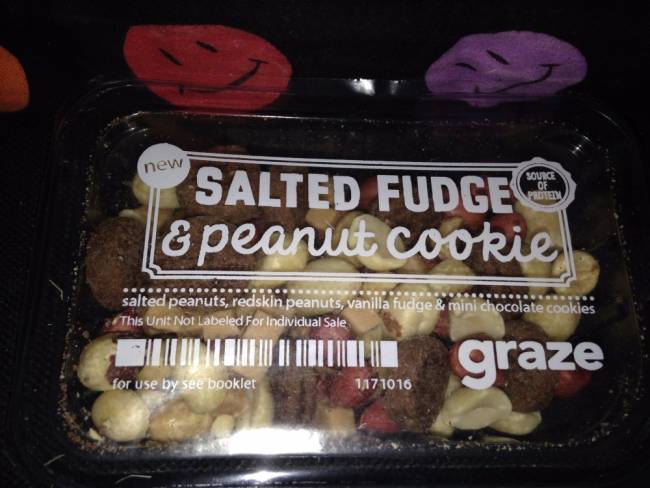 new
SALTED FUDGE
SOURCE
OF
PROTEIN
& peanut cookie
salted peanuts, redskin peanuts, vanilla fudge & mini chocolate cookies
This Unit Not Labeled For Individual Sale
graze
for use by see booklet 1171016